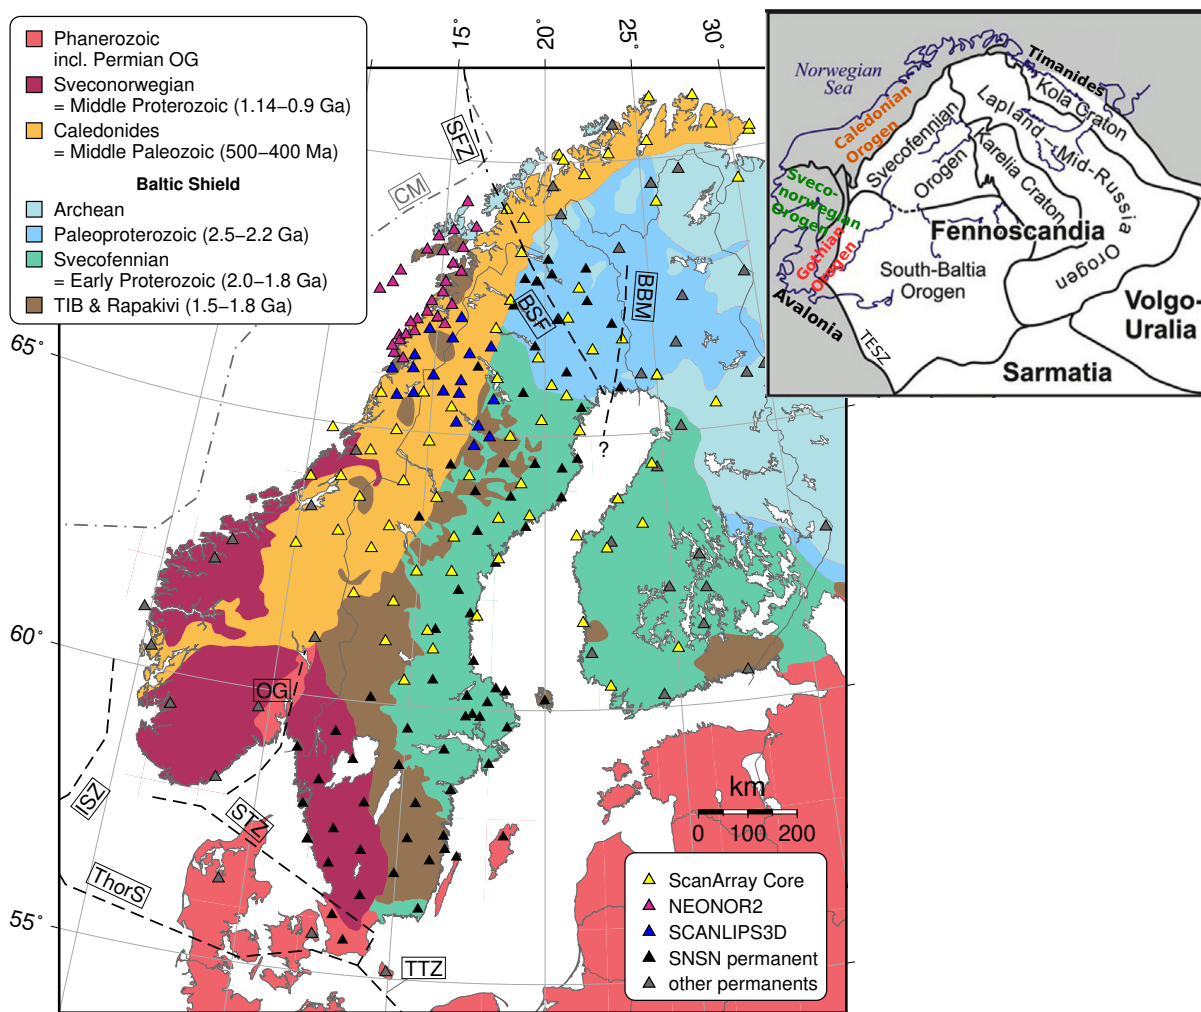 Phanerozoic
incl. Permian OG
Sveconorwegian
= Middle Proterozoic (1.14–0.9 Ga)
Caledonides
= Middle Paleozoic (500–400 Ma)
Baltic Shield
Archean
Paleoproterozoic (2.5–2.2 Ga)
Svecofennian
= Early Proterozoic (2.0–1.8 Ga)
TIB & Rapakivi (1.5–1.8 Ga)
15°
20°
25°
30°
65°
60°
55°
SFZ
CM
BSF
BBM
?
OG
ISZ
STZ
ThorS
TTZ
km
0 100 200
ScanArray Core
NEONOR2
SCANLIPS3D
SNSN permanent
other permanents
Norwegian
Sea
Timanides
Kola Craton
Lapland
Mid-Russia
Orogen
Caledonian
Orogen
Svecofennian
Orogen
Karelia Craton
Sveco-
norwegian
Orogen
Gothian
Orogen
Fennoscandia
South-Baltia
Orogen
Avalonia
TESZ
Volgo-
Uralia
Sarmatia